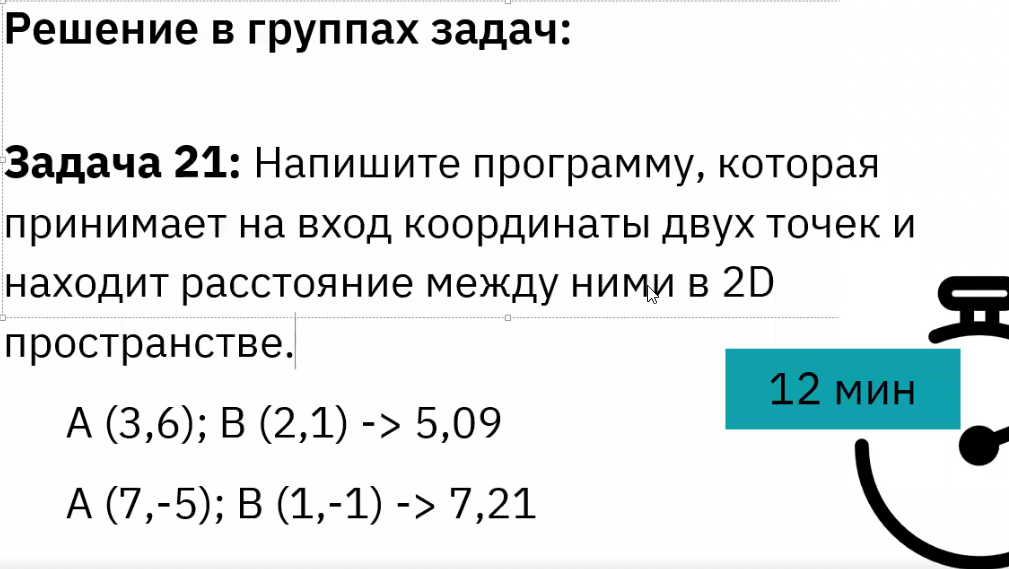 Решение в группах задач:
Задача 21: Напишите программу, которая
принимает на вход координаты двух точек и
находит расстояние между ними в 2D
пространстве.
12 мин
A (3,6); B (2,1) -> 5,09
A (7,-5); B (1,-1) -> 7,21